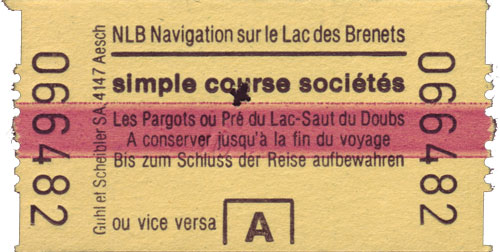 066482
Guhl et Scheibler SA, 4147 Aesch
NLB Navigation sur le Lac des Brenets
simple course sociétés
Les Pargots ou Pré du Lac-Saut du Doubs
A conserver jusqu'à la fin du voyage
Bis zum Schluss der Reise aufbewahren
ou vice versa
A
066482